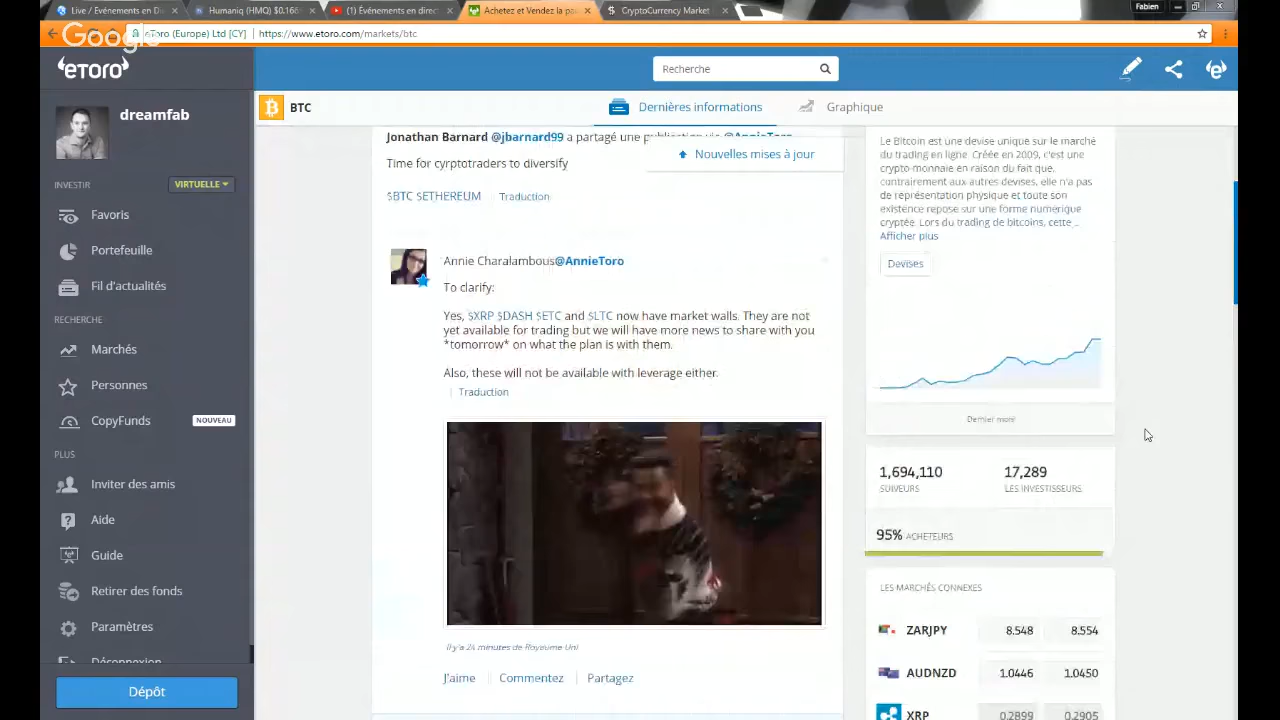 Live / Événements en Di
Humaniq (HMQ) $0.166
(1) Événements en direc
Achetez et Vendez la pai
CryptoCurrency Market
Fabien
Google
eToro (Europe) Ltd [CY]
https://www.etoro.com/markets/btc
eToro
Recherche
dreamfab
INVESTIR
VIRTUELLE
Favoris
Portefeuille
Fil d'actualités
RECHERCHE
Marchés
Personnes
CopyFunds
NOUVEAU
PLUS
Inviter des amis
Aide
Guide
Retirer des fonds
Paramètres
Déconnexion
Dépôt
BTC
Dernières informations
Graphique
Jonathan Barnard @jbarnard99 a partagé une publication via @AnnieToro
Nouvelles mises à jour
Time for cyrptotraders to diversify
$BTC $ETHEREUM
Traduction
Annie Charalambous@AnnieToro
To clarify:
Yes, $XRP $DASH $ETC and $LTC now have market walls. They are not
yet available for trading but we will have more news to share with you
*tomorrow* on what the plan is with them.
Also, these will not be available with leverage either.
Traduction
Il y'a 24 minutes de Royaume Uni
J'aime
Commentez
Partagez
Le Bitcoin est une devise unique sur le marché
du trading en ligne. Créée en 2009, c'est une
crypto-monnaie en raison du fait que,
contrairement aux autres devises, elle n'a pas
de représentation physique et toute son
existence repose sur une forme numérique
cryptée. Lors du trading de bitcoins, cette ...
Afficher plus
Devises
Dernier mois
1,694,110
SUIVEURS
17,289
LES INVESTISSEURS
95% ACHETEURS
LES MARCHÉS CONNEXES
ZARJPY
8.548
8.554
AUDNZD
1.0446
1.0450
XRP
0.2899
0.2905